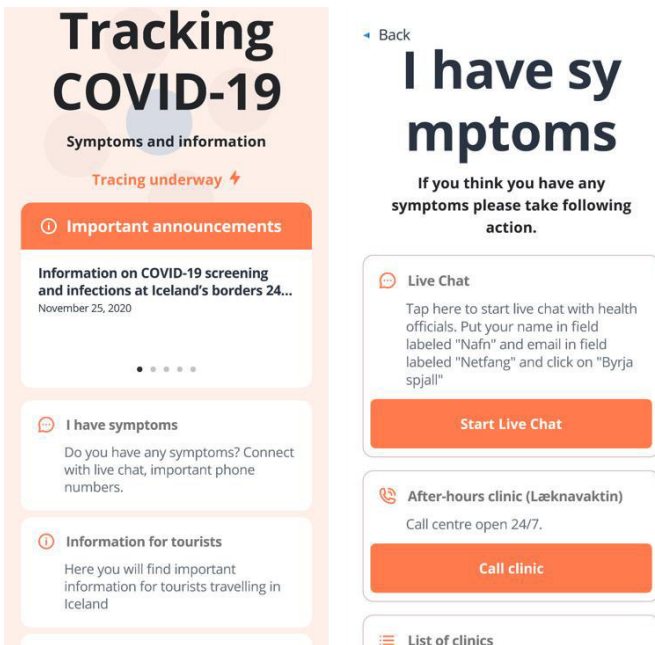 Tracking
COVID-19
Symptoms and information
Tracing underway
Important announcements
Information on COVID-19 screening
and infections at Iceland's borders 24...
November 25, 2020
I have symptoms
Do you have any symptoms? Connect
with live chat, important phone
numbers.
Information for tourists
Here you will find important
information for tourists travelling in
Iceland
Back
I have sy
mptoms
If you think you have any
symptoms please take following
action.
Live Chat
Tap here to start live chat with health
officials. Put your name in field
labeled "Nafn" and email in field
labeled "Netfang" and click on "Byrja
spjall"
Start Live Chat
After-hours clinic (Læknavaktin)
Call centre open 24/7.
Call clinic
List of clinics